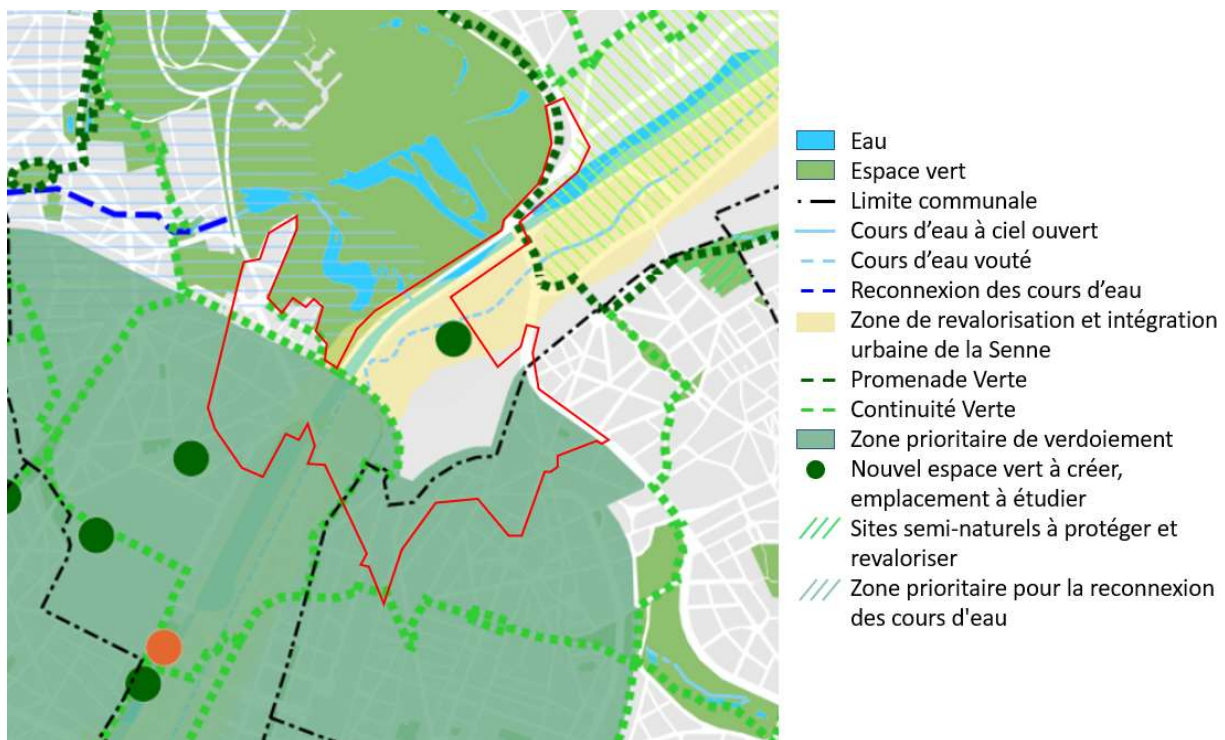 Eau
Espace vert
Limite communale
Cours d’eau à ciel ouvert
Cours d’eau vouté
Reconnexion des cours d’eau
Zone de revalorisation et intégration
urbaine de la Senne
Promenade Verte
Continuité Verte
Zone prioritaire de verdoiement
Nouvel espace vert à créer,
emplacement à étudier
Sites semi-naturels à protéger et
revaloriser
Zone prioritaire pour la reconnexion
des cours d'eau